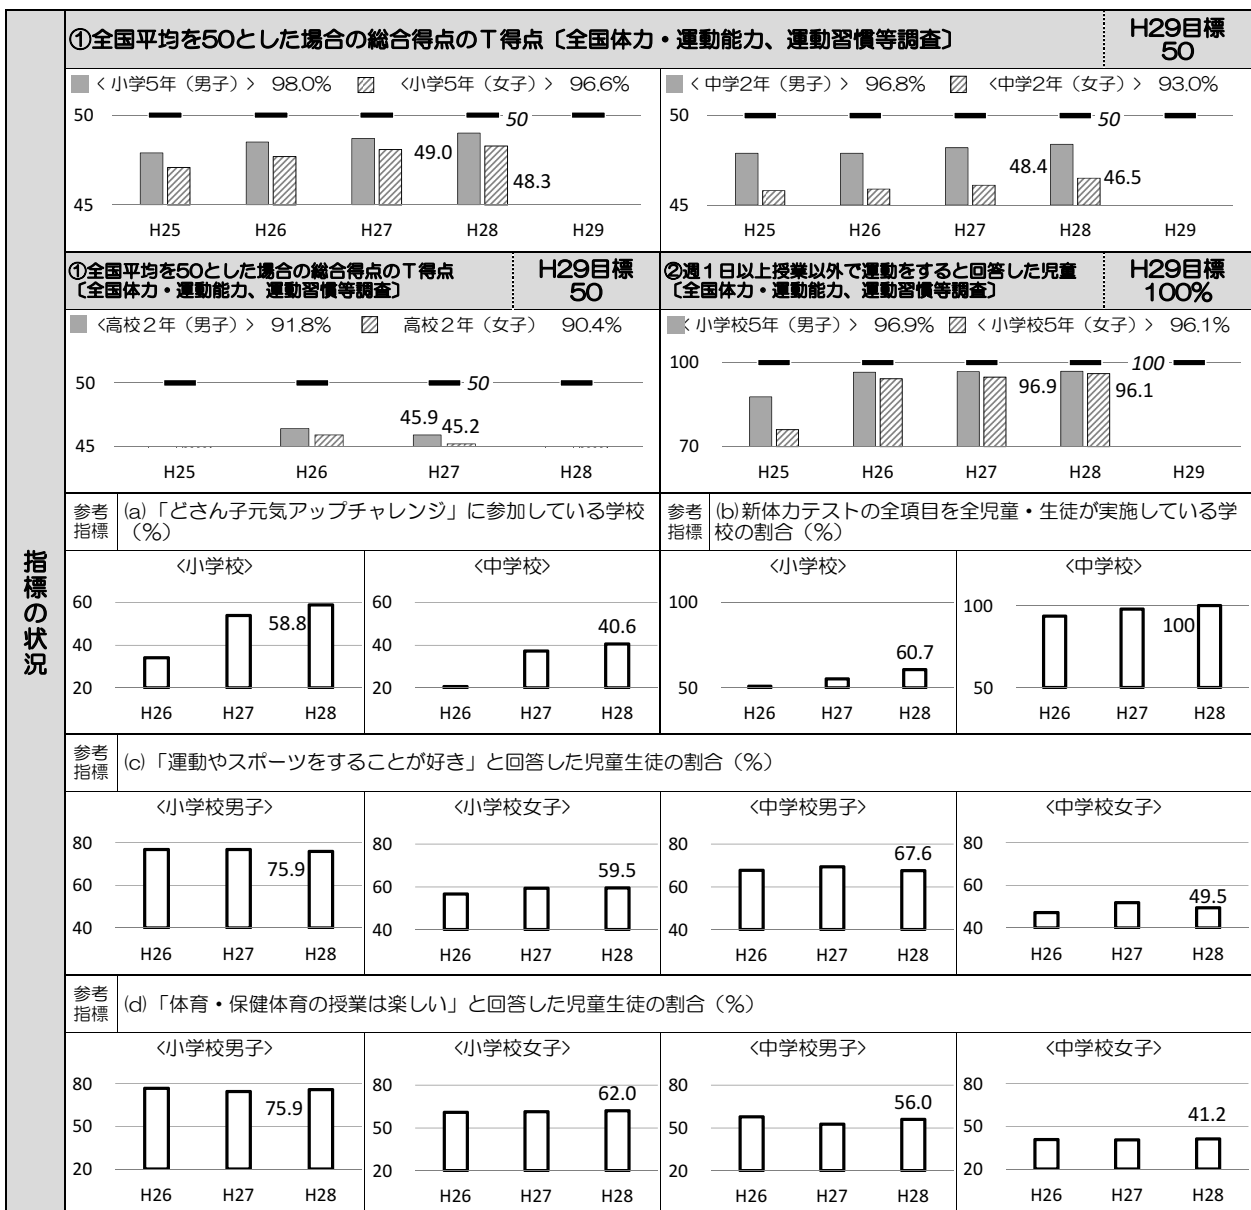 指標の状況
①全国平均を50とした場合の総合得点のT得点〔全国体力・運動能力、運動習慣等調査〕
H29目標
50
<小学5年（男子）> 98.0% <小学5年（女子）> 96.6%
50
50
49.0
48.3
45
H25 H26 H27 H28 H29
<中学2年（男子）> 96.8% <中学2年（女子）> 93.0%
50
50
48.4
46.5
45
H25 H26 H27 H28 H29
①全国平均を50とした場合の総合得点のT得点
〔全国体力・運動能力、運動習慣等調査〕
H29目標
50
<高校2年（男子）> 91.8% 高校2年（女子） 90.4%
50
50
45.9 45.2
45
H25 H26 H27 H28
②週1日以上授業以外で運動をすると回答した児童
〔全国体力・運動能力、運動習慣等調査〕
H29目標
100%
<小学校5年（男子）> 96.9% <小学校5年（女子）> 96.1%
100
100
96.9 96.1
70
H25 H26 H27 H28 H29
参考
指標
(a)「どさん子元気アップチャレンジ」に参加している学校
（%）
<小学校>
60
58.8
40
20
H26 H27 H28
<中学校>
60
40.6
40
20
H26 H27 H28
参考
指標
(b)新体力テストの全項目を全児童・生徒が実施している学
校の割合（%）
<小学校>
100
60.7
50
H26 H27 H28
<中学校>
100
100
50
H26 H27 H28
参考
指標
(c)「運動やスポーツをすることが好き」と回答した児童生徒の割合（%）
<小学校男子>
80
75.9
60
40
H26 H27 H28
<小学校女子>
80
59.5
60
40
H26 H27 H28
<中学校男子>
80
67.6
60
40
H26 H27 H28
<中学校女子>
80
60
49.5
40
H26 H27 H28
参考
指標
(d)「体育・保健体育の授業は楽しい」と回答した児童生徒の割合（%）
<小学校男子>
80
75.9
50
20
H26 H27 H28
<小学校女子>
80
62.0
50
20
H26 H27 H28
<中学校男子>
80
56.0
50
20
H26 H27 H28
<中学校女子>
80
41.2
50
20
H26 H27 H28